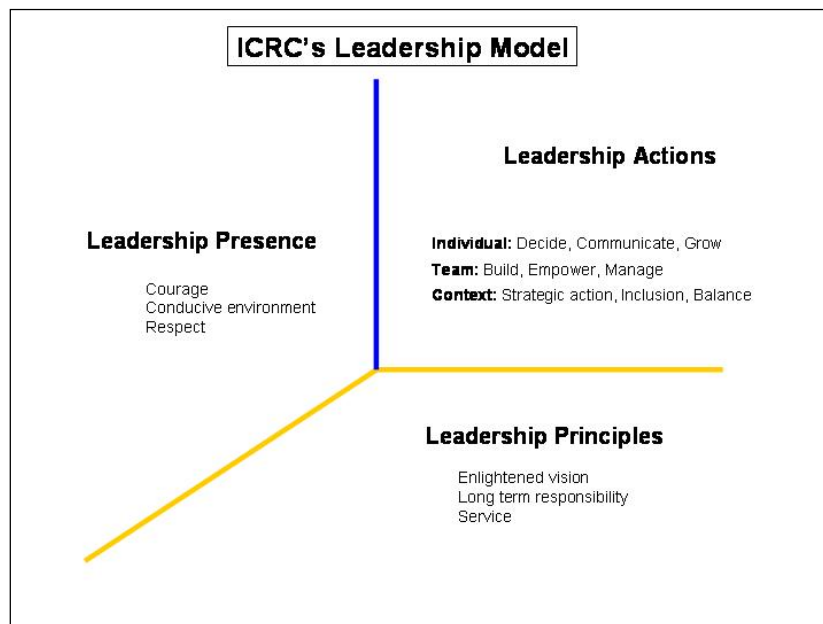 ICRC's Leadership Model
Leadership Actions
Individual: Decide, Communicate, Grow
Team: Build, Empower, Manage
Context: Strategic action, Inclusion, Balance
Leadership Presence
Courage
Conducive environment
Respect
Leadership Principles
Enlightened vision
Long term responsibility
Service